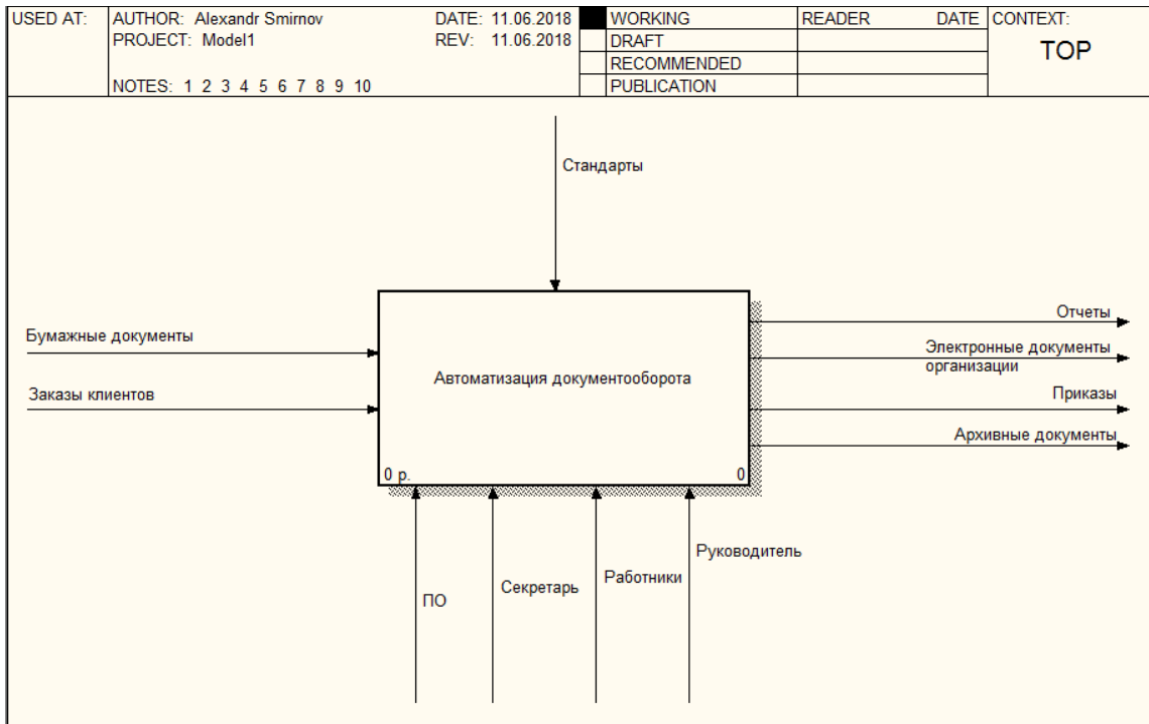 USED AT:
AUTHOR: Alexandr Smirnov
DATE: 11.06.2018
WORKING
READER
DATE
CONTEXT:
PROJECT: Model1
REV: 11.06.2018
DRAFT
TOP
RECOMMENDED
NOTES: 1 2 3 4 5 6 7 8 9 10
PUBLICATION
Стандарты
Бумажные документы
Заказы клиентов
Автоматизация документооборота
0 р.
0
Отчеты
Электронные документы
организации
Приказы
Архивные документы
ПО
Секретарь
Работники
Руководитель